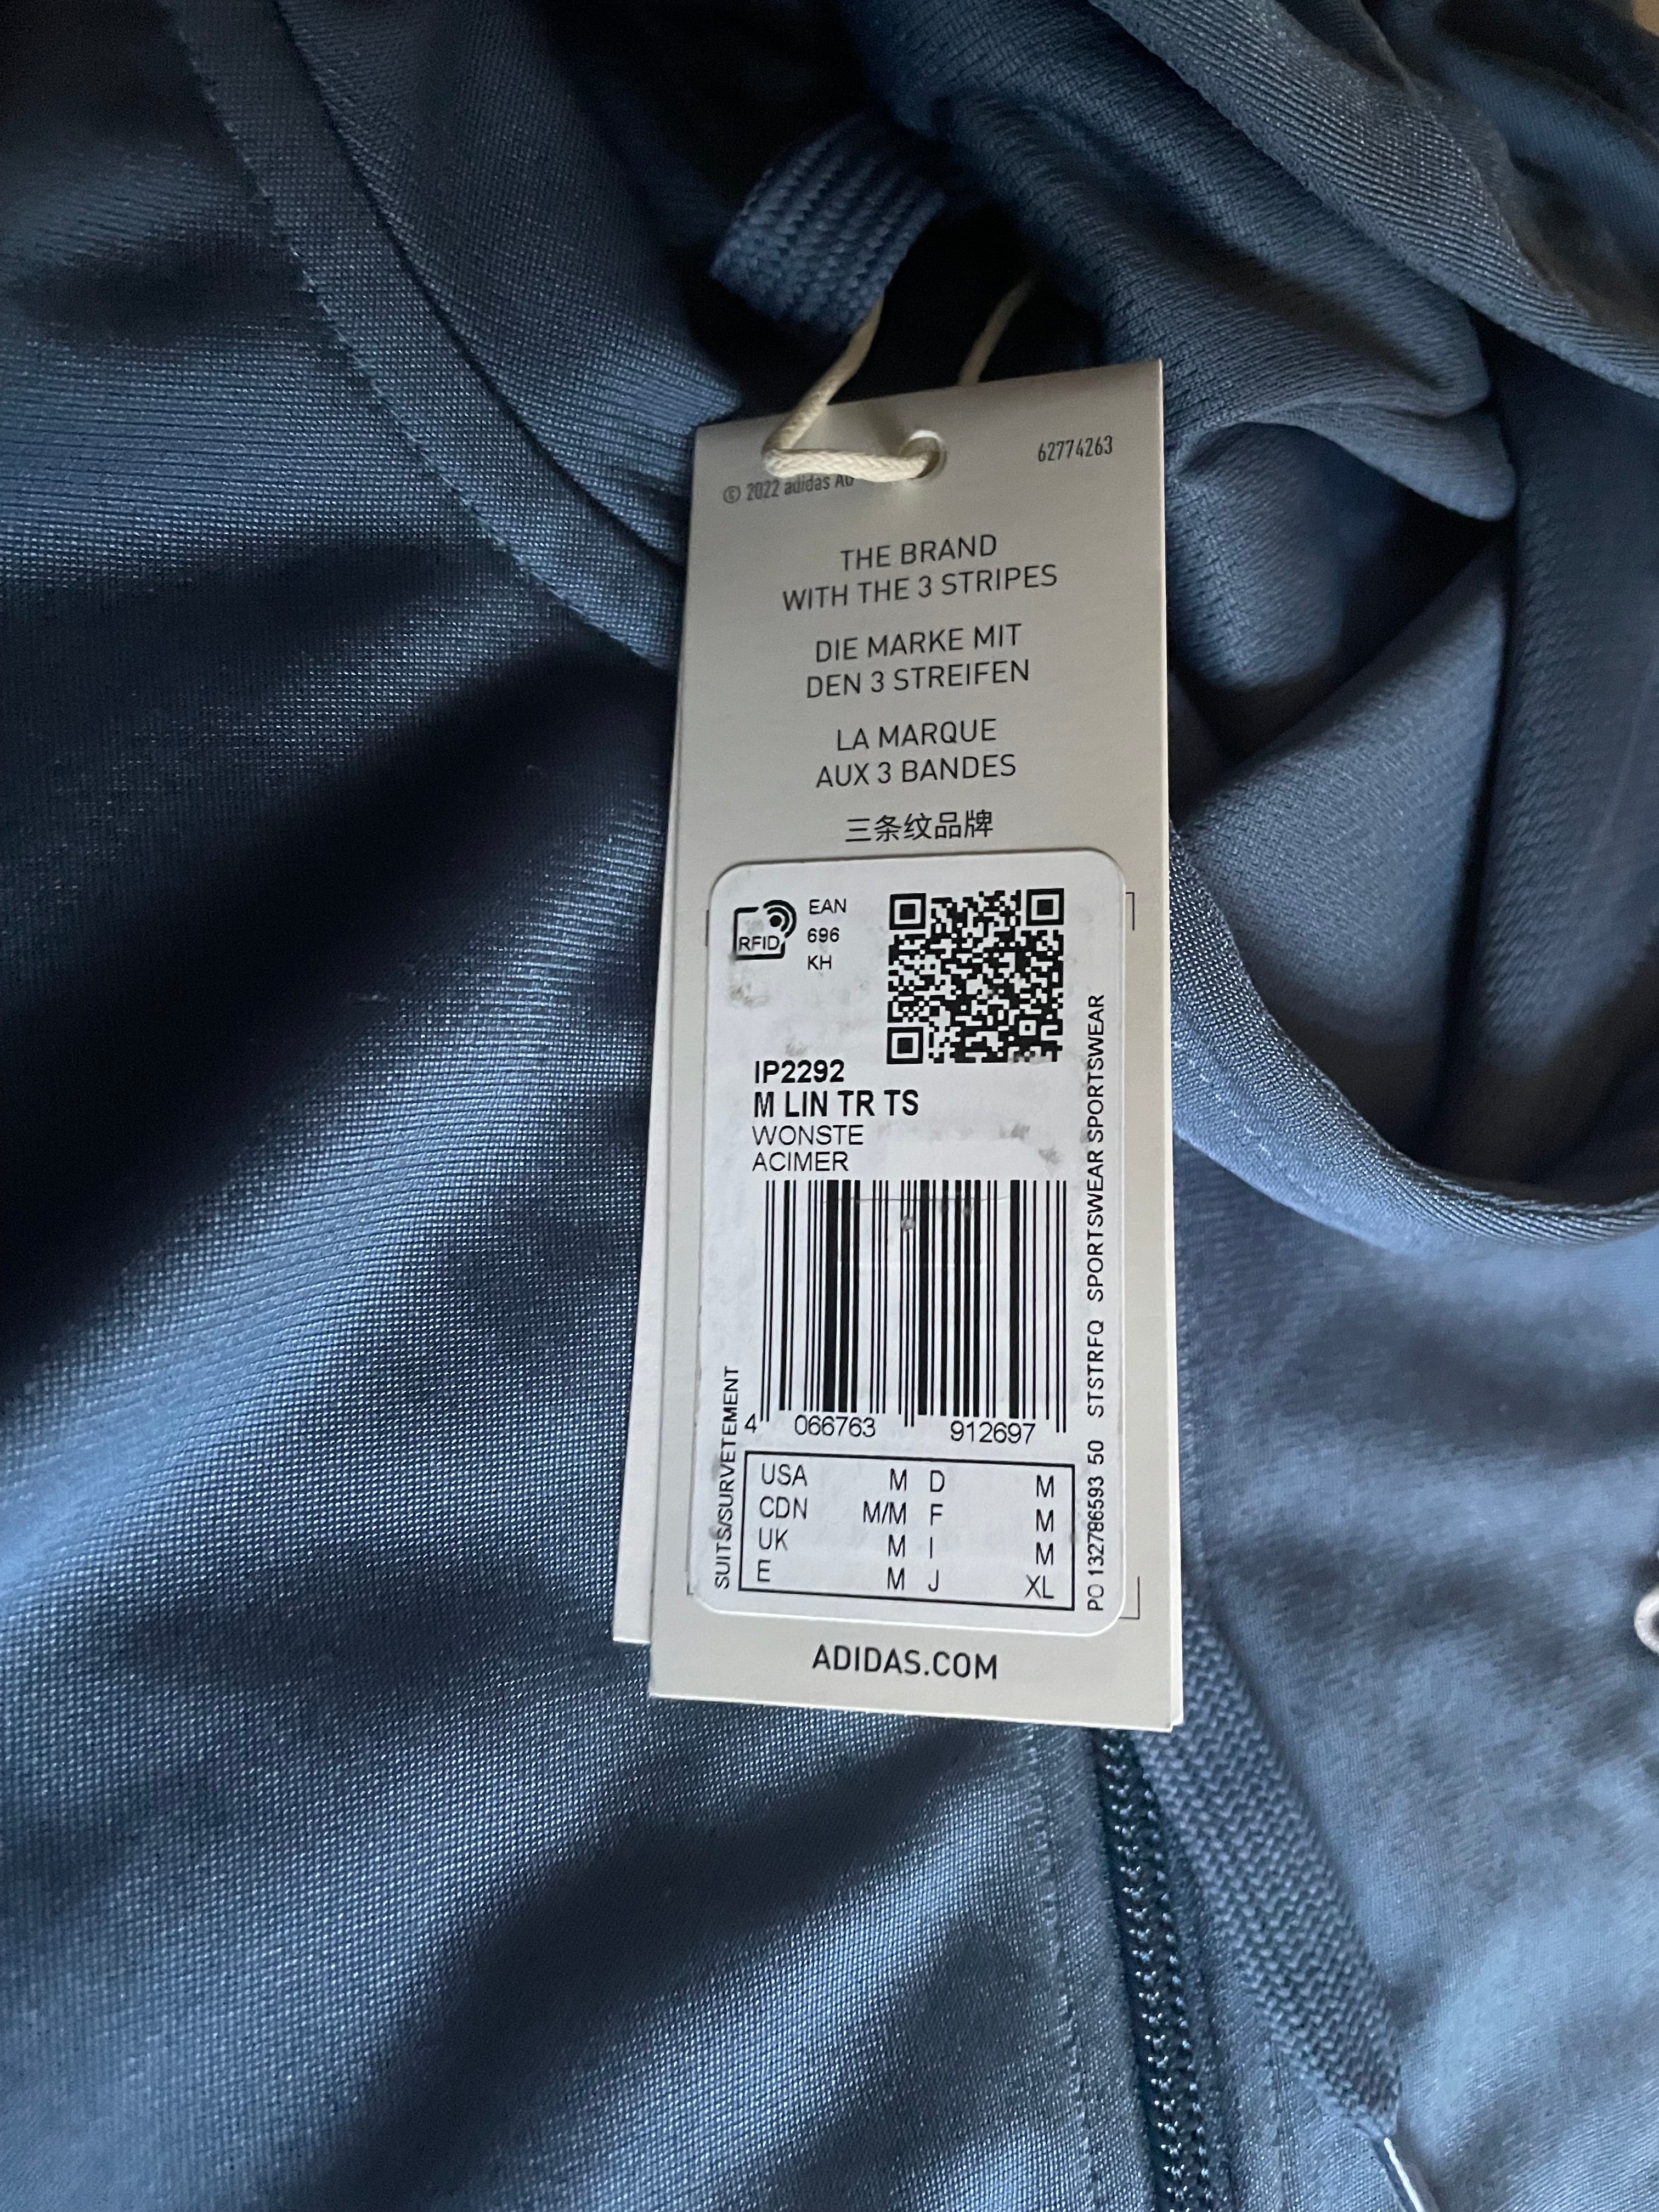 62774263
© 2022 adidas AG
THE BRAND
WITH THE 3 STRIPES
DIE MARKE MIT
DEN 3 STREIFEN
LA MARQUE
AUX 3 BANDES
三条纹品牌
RFID
EAN
696
KH
IP2292
M LIN TR TS
WONSTE
ACIMER
4 066763 912697
SUITS/SURVETEMENT
PO 132786593 50 STSTRFQ SPORTSWEAR SPORTSWEAR
USA M D M
CDN M/M F M
UK M I M
E M J XL
ADIDAS.COM